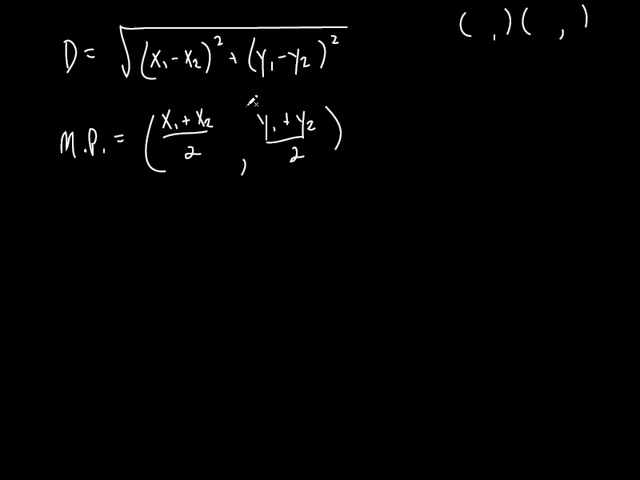 ( , ) ( , )
D = √(x₁ - x₂)² + (y₁ - y₂)²
M.P. = (x₁ + x₂ / 2 , y₁ + y₂ / 2)